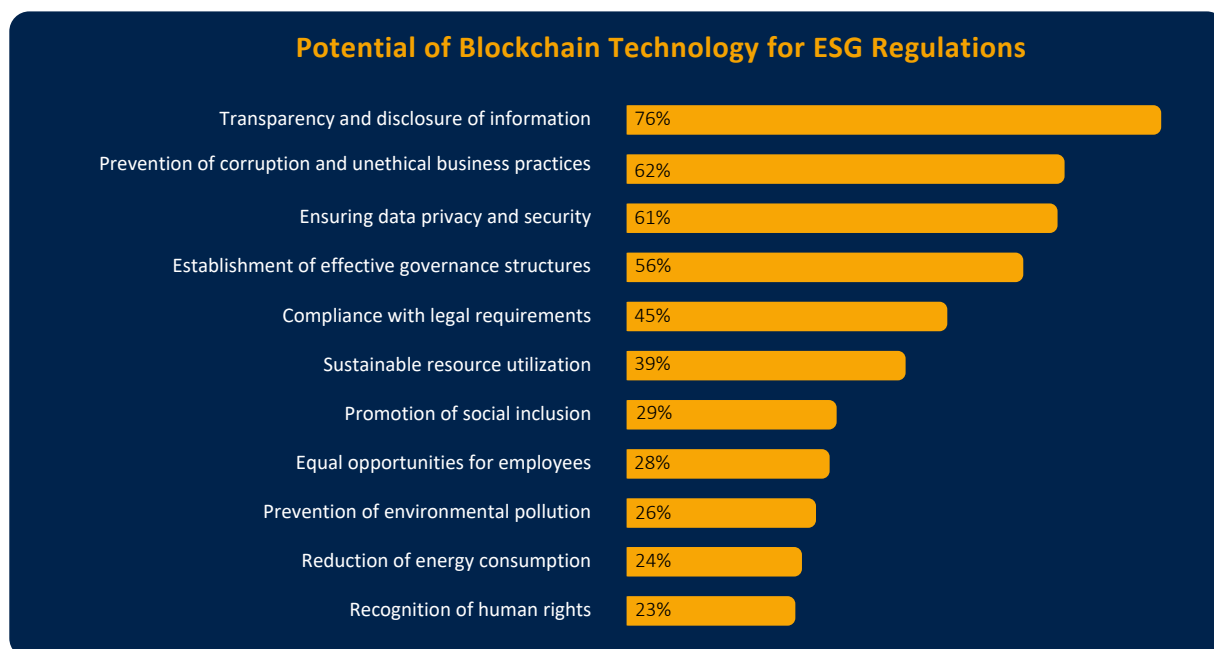 Potential of Blockchain Technology for ESG Regulations
Transparency and disclosure of information 76%
Prevention of corruption and unethical business practices 62%
Ensuring data privacy and security 61%
Establishment of effective governance structures 56%
Compliance with legal requirements 45%
Sustainable resource utilization 39%
Promotion of social inclusion 29%
Equal opportunities for employees 28%
Prevention of environmental pollution 26%
Reduction of energy consumption 24%
Recognition of human rights 23%